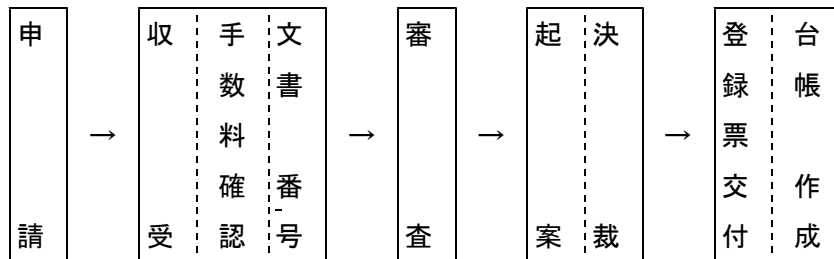 申請
→
収受
手数料確認
文書番号
→
審査
→
起案
決裁
→
登録票交付
台帳作成